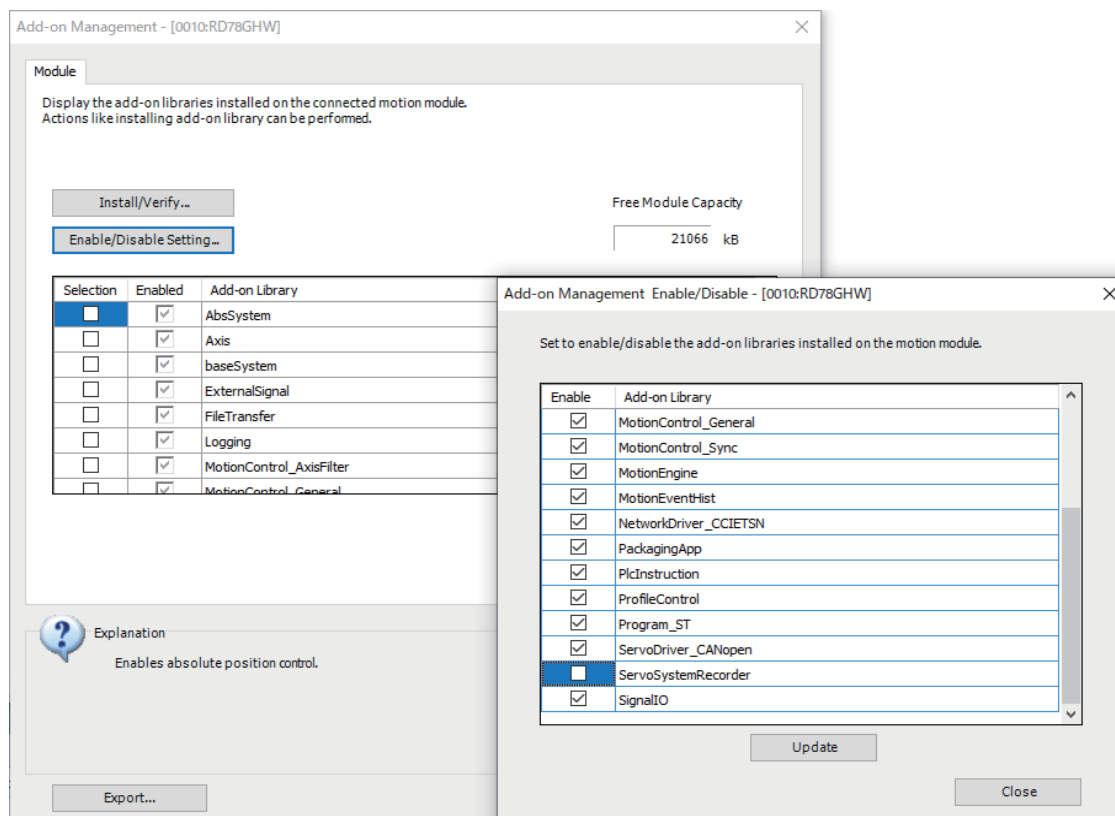 Add-on Management - [0010:RD78GHW]
Module
Display the add-on libraries installed on the connected motion module.
Actions like installing add-on library can be performed.
Install/Verify...
Free Module Capacity
Enable/Disable Setting...
21066 kB
Selection Enabled Add-on Library
AbsSystem
Axis
baseSystem
ExternalSignal
FileTransfer
Logging
MotionControl_AxisFilter
MotionControl_General
Explanation
Enables absolute position control.
Export...
Add-on Management Enable/Disable - [0010:RD78GHW]
Set to enable/disable the add-on libraries installed on the motion module.
Enable Add-on Library
MotionControl_General
MotionControl_Sync
MotionEngine
MotionEventHist
NetworkDriver_CCIETSN
PackagingApp
PlcInstruction
ProfileControl
Program_ST
ServoDriver_CANopen
ServoSystemRecorder
SignalIO
Update
Close